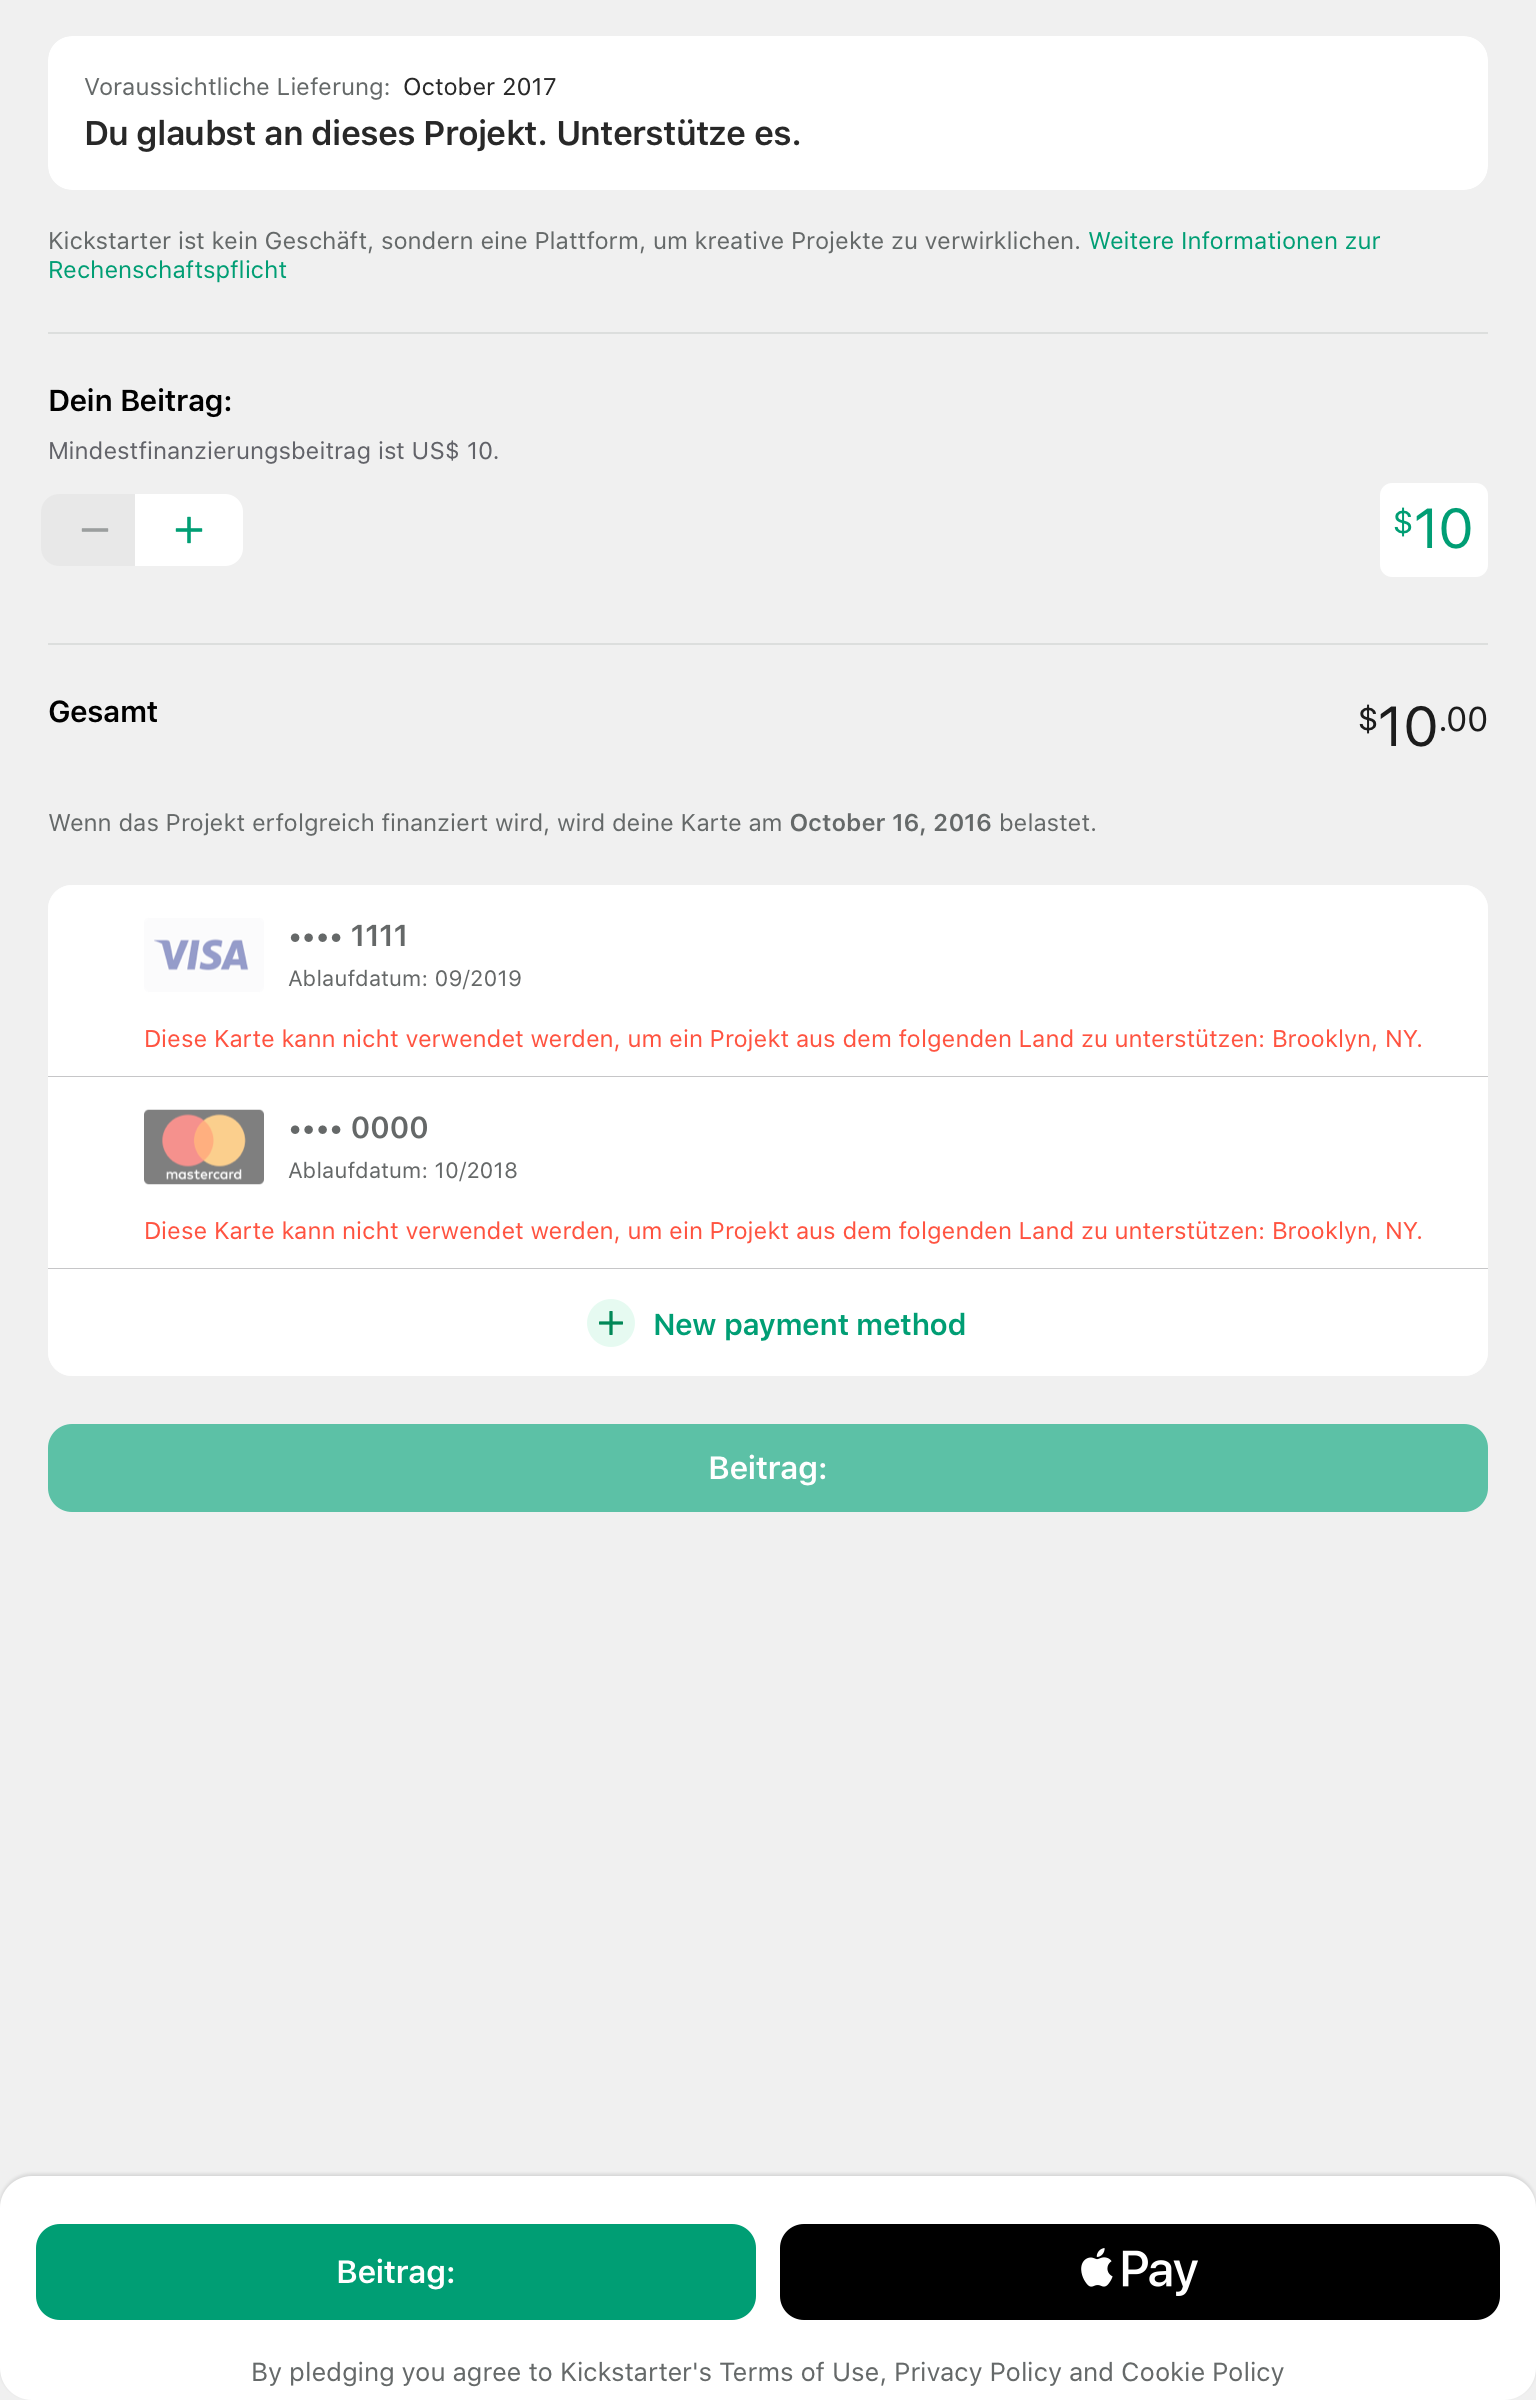 Voraussichtliche Lieferung: October 2017
Du glaubst an dieses Projekt. Unterstütze es.
Kickstarter ist kein Geschäft, sondern eine Plattform, um kreative Projekte zu verwirklichen. Weitere Informationen zur
Rechenschaftspflicht
Dein Beitrag:
Mindestfinanzierungsbeitrag ist US$ 10.
− +
$10
Gesamt
$10.00
Wenn das Projekt erfolgreich finanziert wird, wird deine Karte am October 16, 2016 belastet.
VISA
•••• 1111
Ablaufdatum: 09/2019
Diese Karte kann nicht verwendet werden, um ein Projekt aus dem folgenden Land zu unterstützen: Brooklyn, NY.
mastercard
•••• 0000
Ablaufdatum: 10/2018
Diese Karte kann nicht verwendet werden, um ein Projekt aus dem folgenden Land zu unterstützen: Brooklyn, NY.
+ New payment method
Beitrag:
Beitrag:
Pay
By pledging you agree to Kickstarter's Terms of Use, Privacy Policy and Cookie Policy